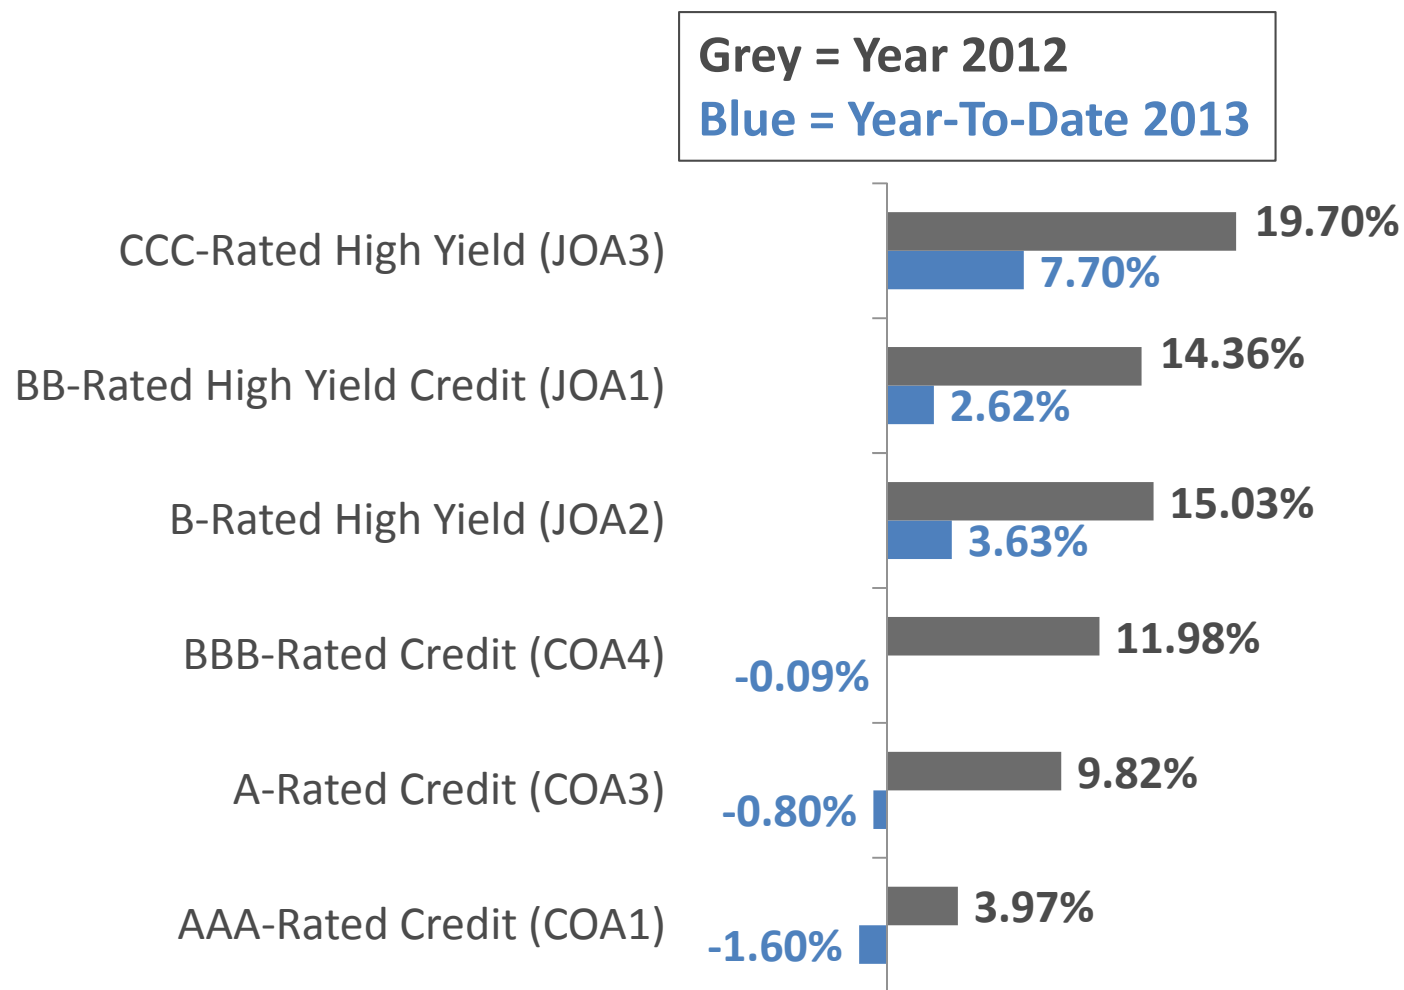 Grey = Year 2012
Blue = Year-To-Date 2013
CCC-Rated High Yield (JOA3)
19.70%
7.70%
BB-Rated High Yield Credit (JOA1)
14.36%
2.62%
B-Rated High Yield (JOA2)
15.03%
3.63%
BBB-Rated Credit (COA4)
11.98%
-0.09%
A-Rated Credit (COA3)
9.82%
-0.80%
AAA-Rated Credit (COA1)
3.97%
-1.60%